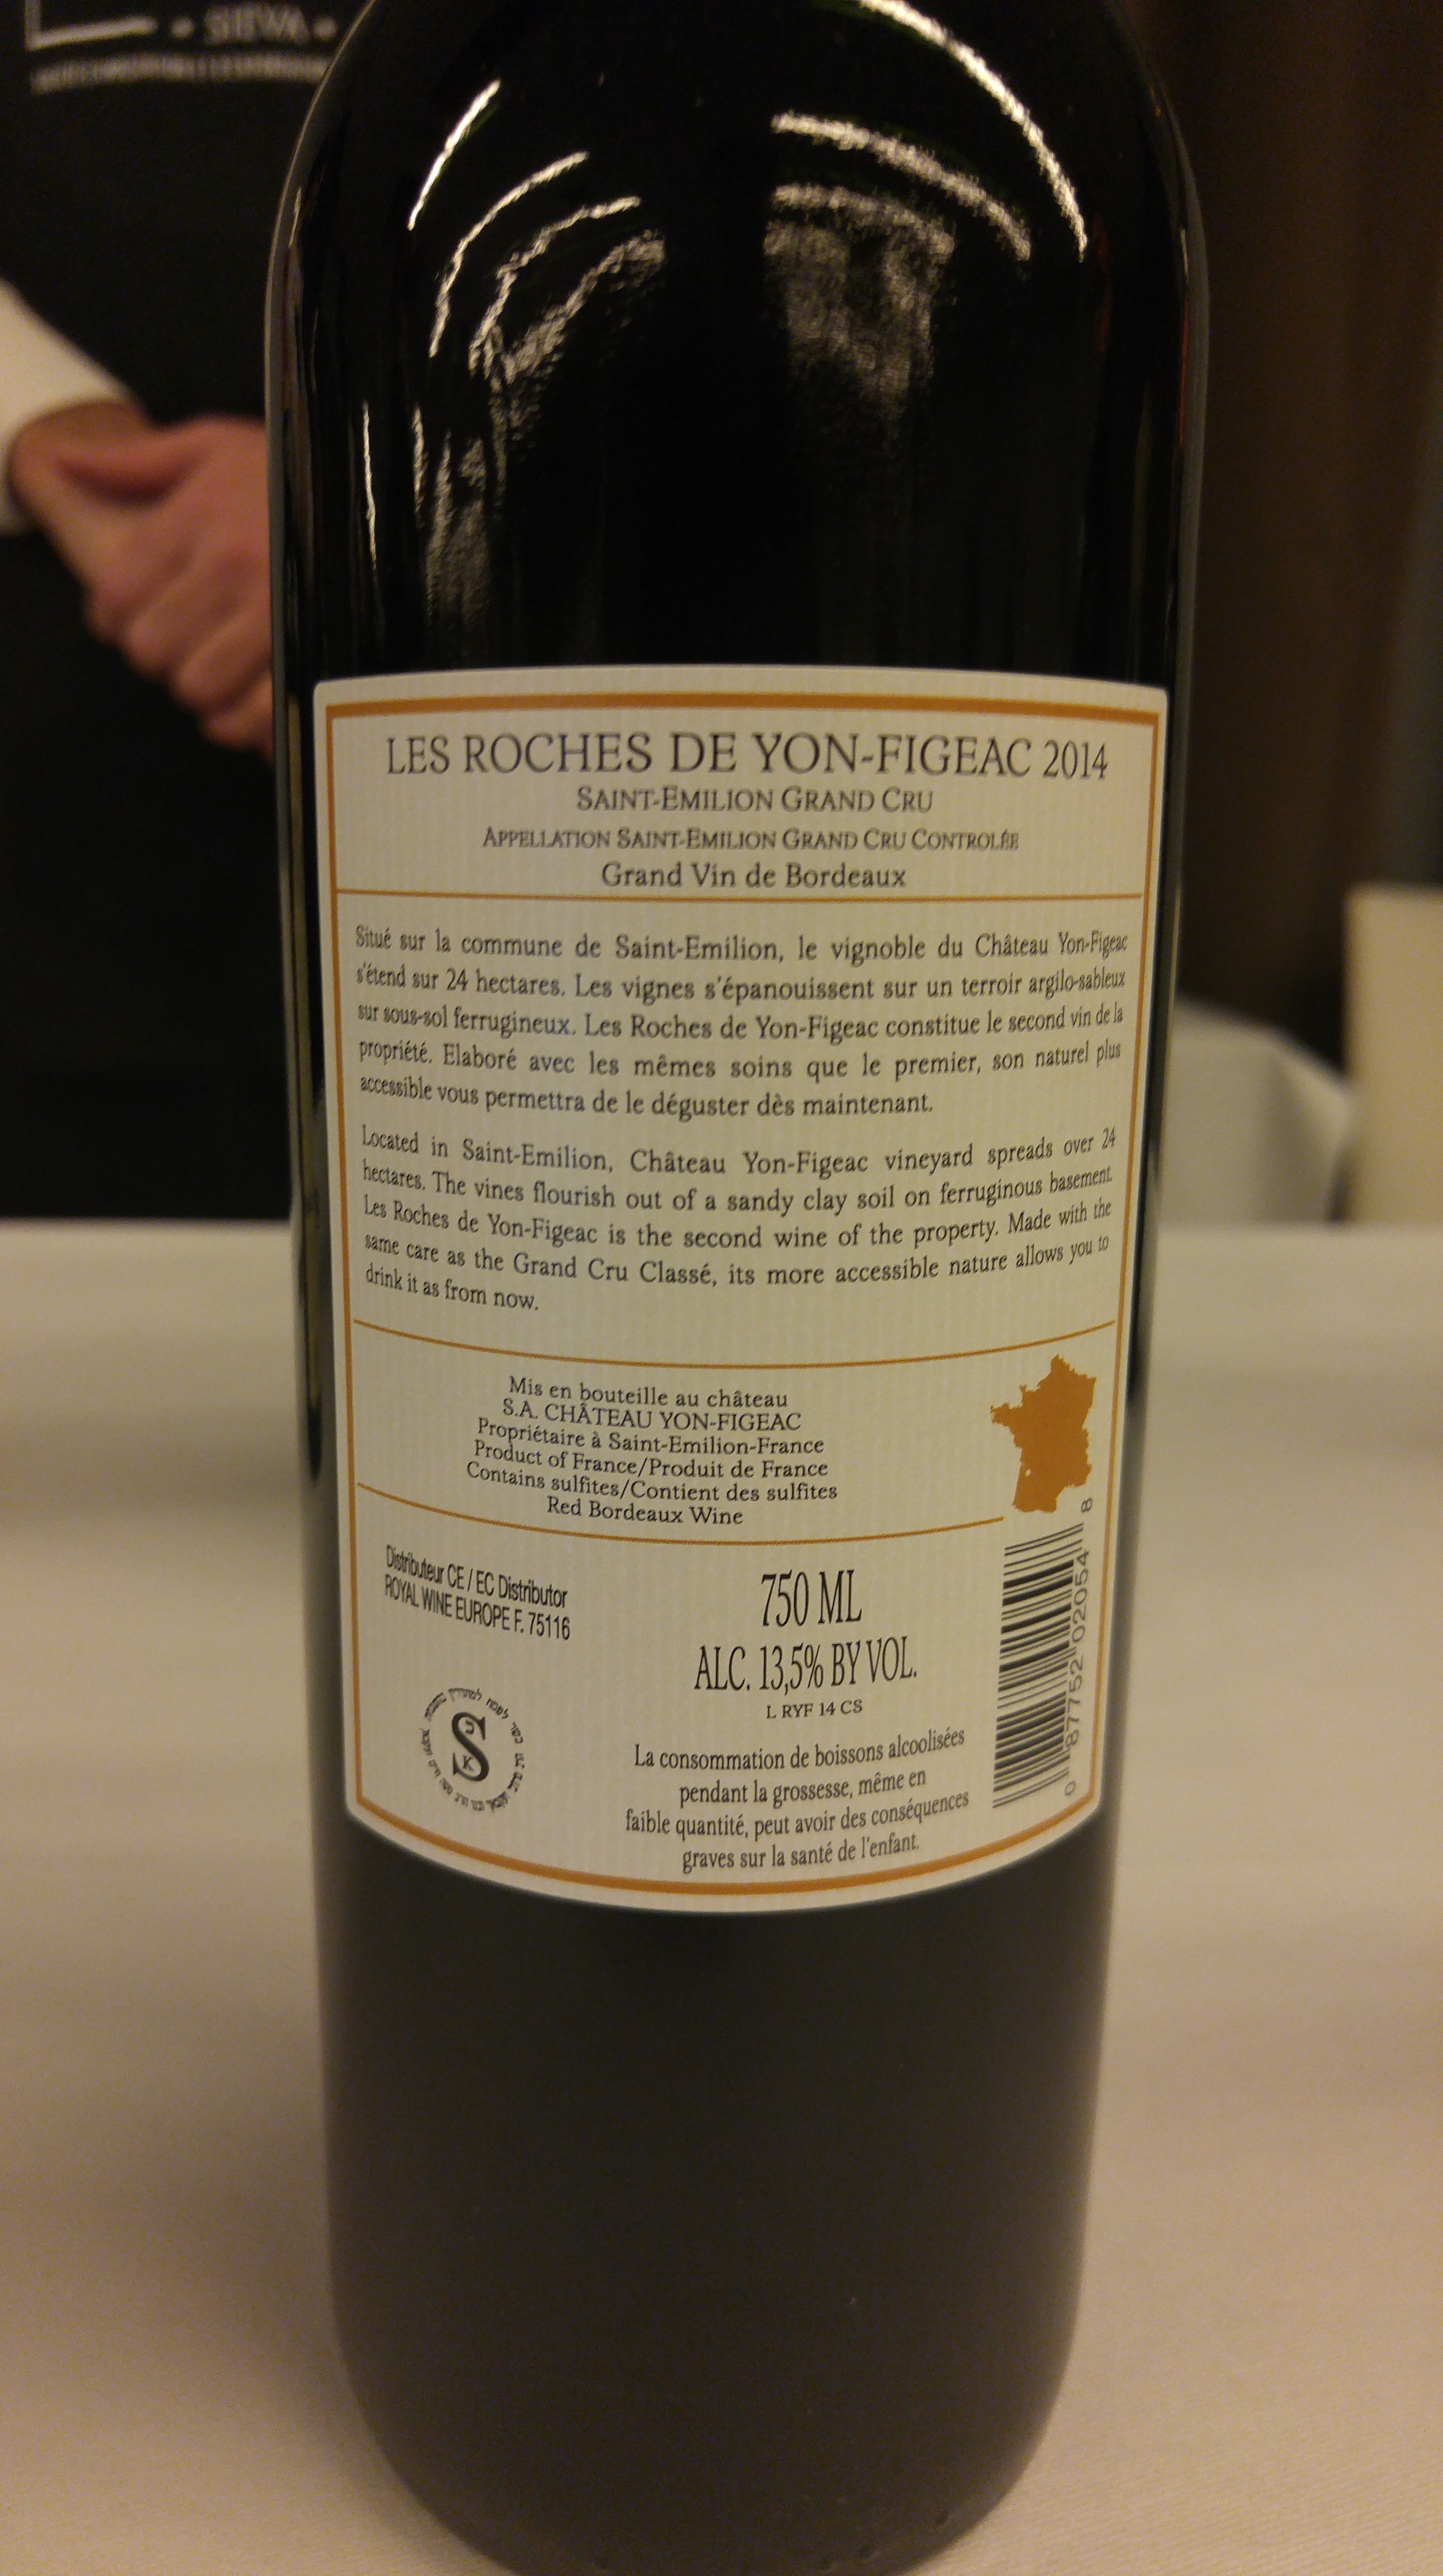 LES ROCHES DE YON-FIGEAC 2014
SAINT-EMILION GRAND CRU
APPELLATION SAINT-EMILION GRAND CRU CONTROLÉE
Grand Vin de Bordeaux
Situé sur la commune de Saint-Emilion, le vignoble du Château Yon-Figeac
s'étend sur 24 hectares. Les vignes s'épanouissent sur un terroir argilo-sableux
sur sous-sol ferrugineux. Les Roches de Yon-Figeac constitue le second vin de la
propriété. Elaboré avec les mêmes soins que le premier, son naturel plus
accessible vous permettra de le déguster dès maintenant.
Located in Saint-Emilion, Château Yon-Figeac vineyard spreads over 24
hectares. The vines flourish out of a sandy clay soil on ferruginous basement.
Les Roches de Yon-Figeac is the second wine of the property. Made with the
same care as the Grand Cru Classé, its more accessible nature allows you to
drink it as from now.
Mis en bouteille au château
S.A. CHÂTEAU YON-FIGEAC
Propriétaire à Saint-Emilion-France
Product of France/Produit de France
Contains sulfites/Contient des sulfites
Red Bordeaux Wine
Distributeur CE / EC Distributor
ROYAL WINE EUROPE F. 75116
750 ML
ALC. 13,5% BY VOL.
L RYF 14 CS
La consommation de boissons alcoolisées
pendant la grossesse, même en
faible quantité, peut avoir des conséquences
graves sur la santé de l'enfant.
0 87752 02054 8
S K